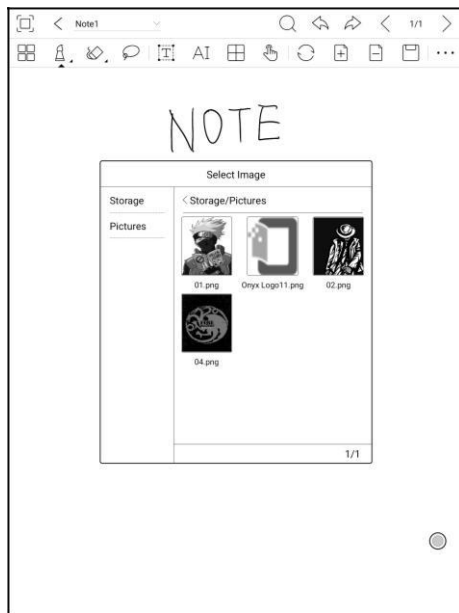 Note1 1/1
AI
NOTE
Select Image
Storage
Storage/Pictures
Pictures
01.png Onyx Logo11.png 02.png
04.png
1/1